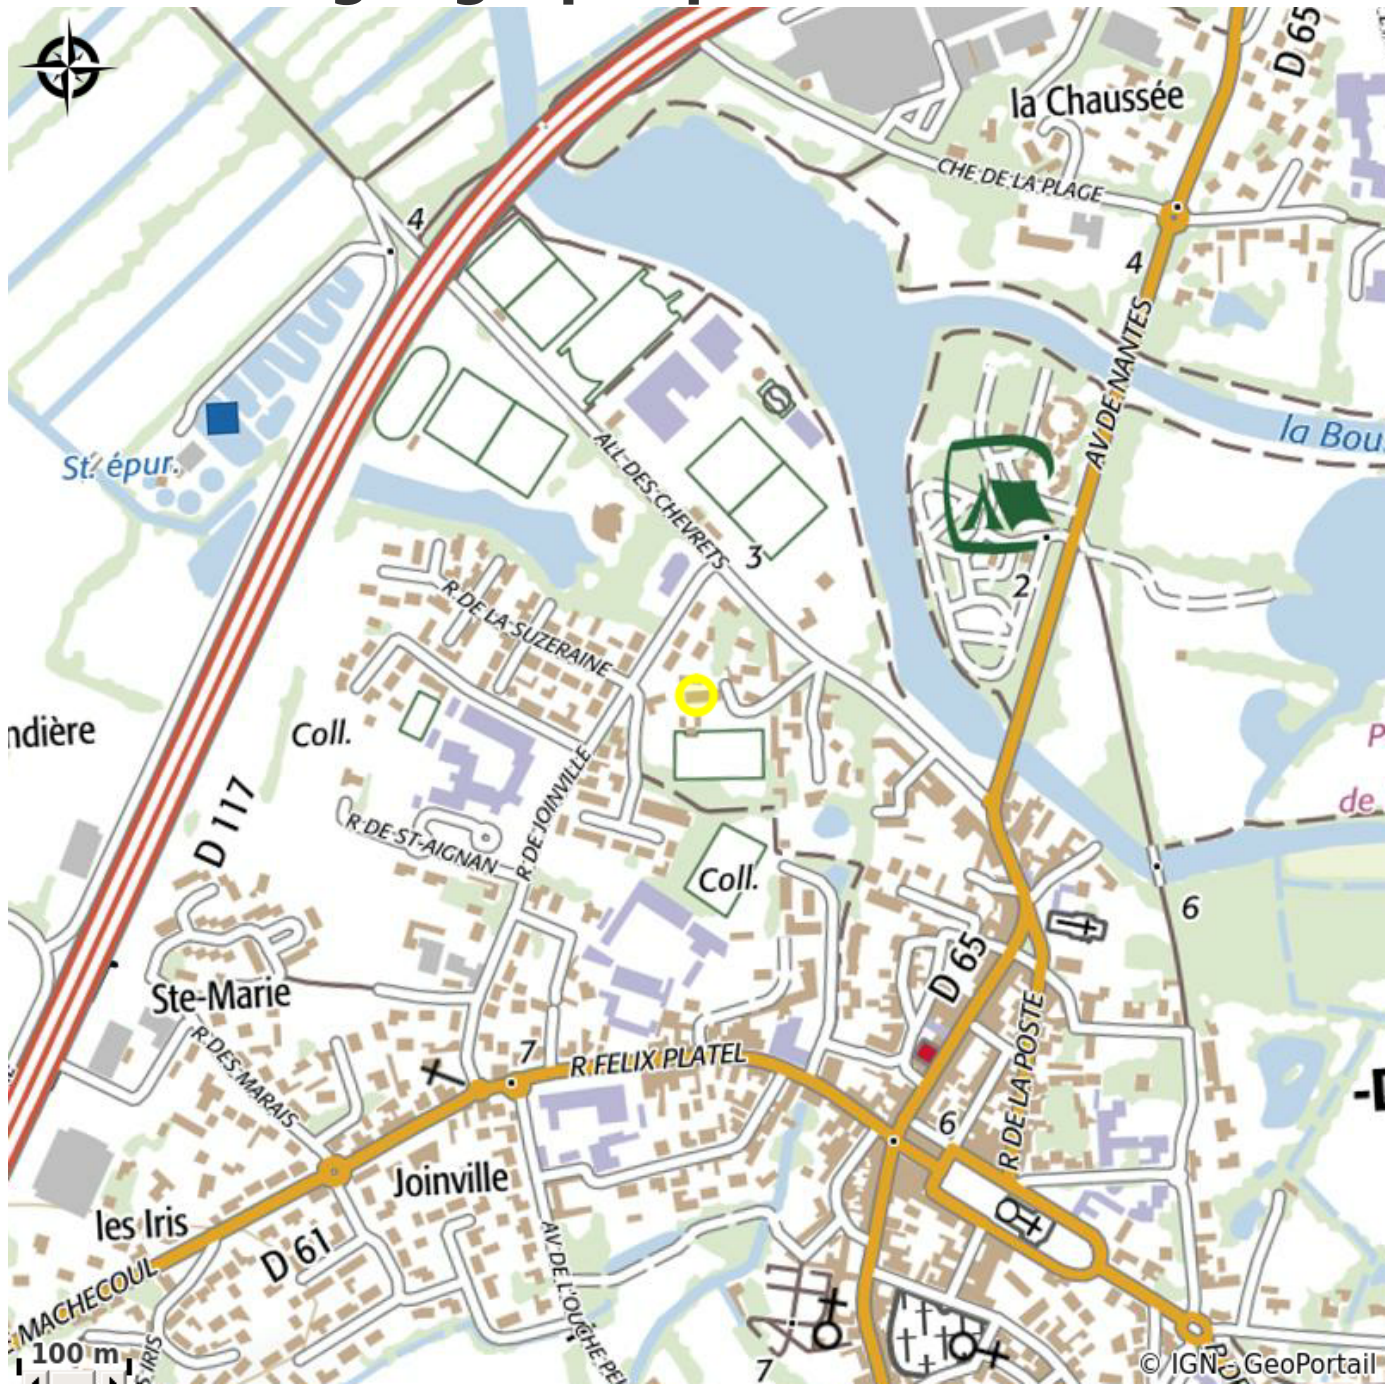 D 65
la Chaussée
CHE DE LA PLAGE
4
4
AV DE NANTES
la Bou
St. épur.
ALL DES CHEVRETS
3
2
R DE LA SUZERAINE
ndière
Coll.
P
de
D 117
R DE JOINVILLE
R DE ST-AIGNAN
Coll.
6
D 65
Ste-Marie
R DE LA POSTE
R DES MARAIS
7
R FELIX PLATEL
6
Joinville
les Iris
D 61
AV DE L'OUCHE PE
MACHECOUL
S IRIS
100 m
7
© IGN - GeoPortail